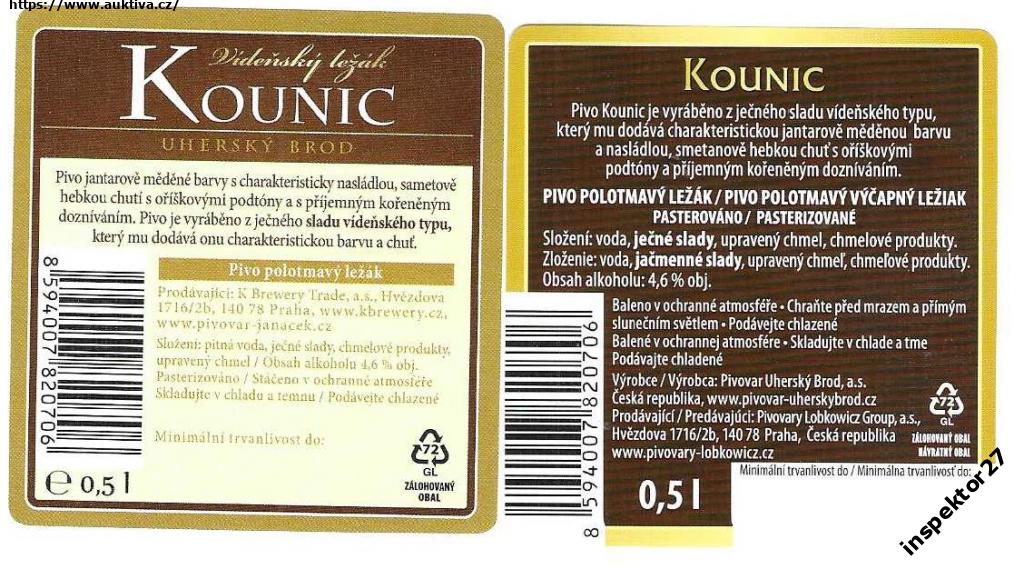 https://www.auktiva.cz/
Vídeňský ležák
KOUNIC
UHERSKÝ BROD
Pivo jantarově měděné barvy s charakteristicky nasládlou, sametově
hebkou chutí s oříškovými podtóny a s příjemným kořeněným
dozníváním. Pivo je vyráběno z ječného sladu vídeňského typu,
který mu dodává onu charakteristickou barvu a chuť.
Pivo polotmavý ležák
Prodávající: K Brewery Trade, a.s., Hvězdova
1716/2b, 140 78 Praha, www.kbrewery.cz,
www.pivovar-janacek.cz
Složení: pitná voda, ječné slady, chmelové produkty,
upravený chmel / Obsah alkoholu 4,6 % obj.
Pasterováno / Stáčeno v ochranné atmosféře
Skladujte v chladu a temnu / Podávejte chlazené
Minimální trvanlivost do:
8 594007 820706
72
GL
ZÁLOHOVANÝ
OBAL
e 0,5 l
KOUNIC
Pivo Kounic je vyráběno z ječného sladu vídeňského typu,
který mu dodává charakteristickou jantarově měděnou barvu
a nasládlou, smetanově hebkou chuť s oříškovými
podtóny a příjemným kořeněným dozníváním.
PIVO POLOTMAVÝ LEŽÁK / PIVO POLOTMAVÝ VÝČAPNÝ LEŽIAK
PASTEROVÁNO / PASTERIZOVANÉ
Složení: voda, ječné slady, upravený chmel, chmelové produkty.
Zloženie: voda, jačmenné slady, upravený chmeľ, chmeľové produkty.
Obsah alkoholu: 4,6 % obj.
Baleno v ochranné atmosféře • Chraňte před mrazem a přímým
slunečním světlem • Podávejte chlazené
Balené v ochrannej atmosfére • Skladujte v chlade a tme
Podávajte chladené
Výrobce / Výrobca: Pivovar Uherský Brod, a.s.
Česká republika, www.pivovar-uherskybrod.cz
Prodávající / Predávajúci: Pivovary Lobkowicz Group, a.s.,
Hvězdova 1716/2b, 140 78 Praha, Česká republika
www.pivovary-lobkowicz.cz
72
GL
ZÁLOHOVANÝ OBAL
NÁVRATNÝ OBAL
Minimální trvanlivost do / Minimálna trvanlivosť do:
0,5 l
8 594007 820706
inspektor27